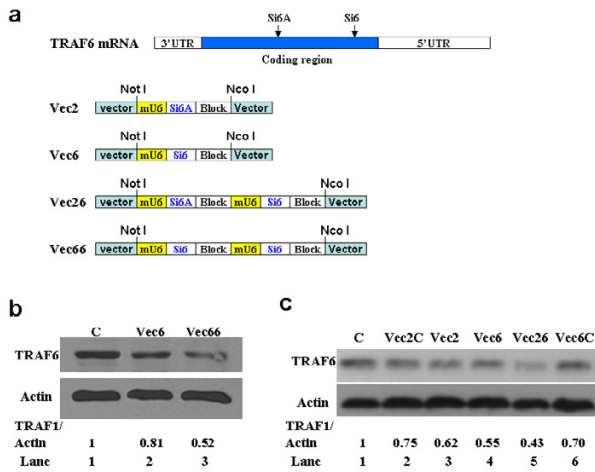 a
Si6A Si6
TRAF6 mRNA 3'UTR 5'UTR
Coding region
Not I Nco I
Vec2 vector mU6 Si6A Block Vector
Not I Nco I
Vec6 vector mU6 Si6 Block Vector
Not I Nco I
Vec26 vector mU6 Si6A Block mU6 Si6 Block Vector
Not I Nco I
Vec66 vector mU6 Si6 Block mU6 Si6 Block Vector
b
C Vec6 Vec66
TRAF6
Actin
TRAF1/
Actin 1 0.81 0.52
Lane 1 2 3
c
C Vec2C Vec2 Vec6 Vec26 Vec6C
TRAF6
Actin
TRAF1/
Actin 1 0.75 0.62 0.55 0.43 0.70
Lane 1 2 3 4 5 6